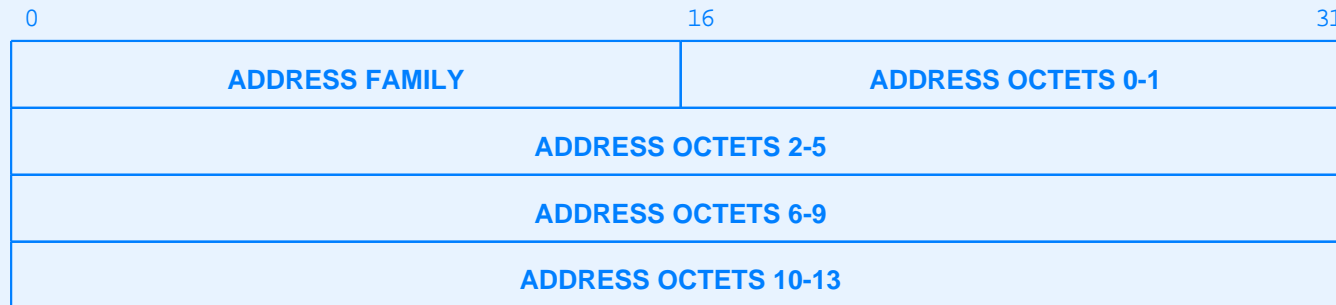 0 16 31
ADDRESS FAMILY ADDRESS OCTETS 0-1
ADDRESS OCTETS 2-5
ADDRESS OCTETS 6-9
ADDRESS OCTETS 10-13